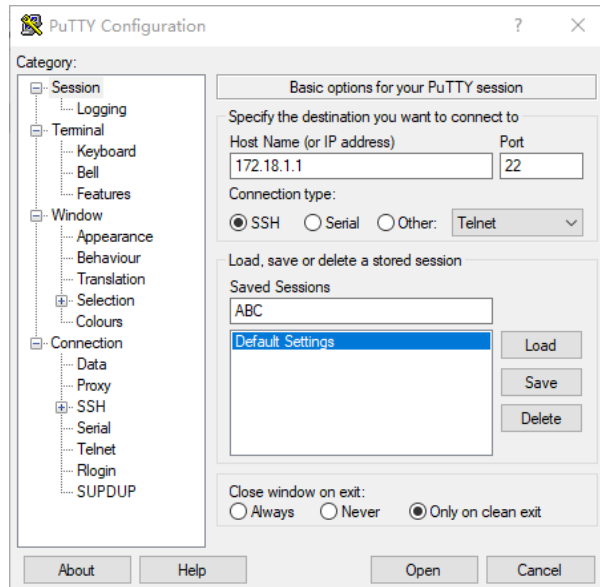 PuTTY Configuration
?
Category:
Session
Logging
Terminal
Keyboard
Bell
Features
Window
Appearance
Behaviour
Translation
Selection
Colours
Connection
Data
Proxy
SSH
Serial
Telnet
Rlogin
SUPDUP
Basic options for your PuTTY session
Specify the destination you want to connect to
Host Name (or IP address) Port
172.18.1.1 22
Connection type:
SSH Serial Other: Telnet
Load, save or delete a stored session
Saved Sessions
ABC
Default Settings
Load
Save
Delete
Close window on exit:
Always Never Only on clean exit
About Help Open Cancel